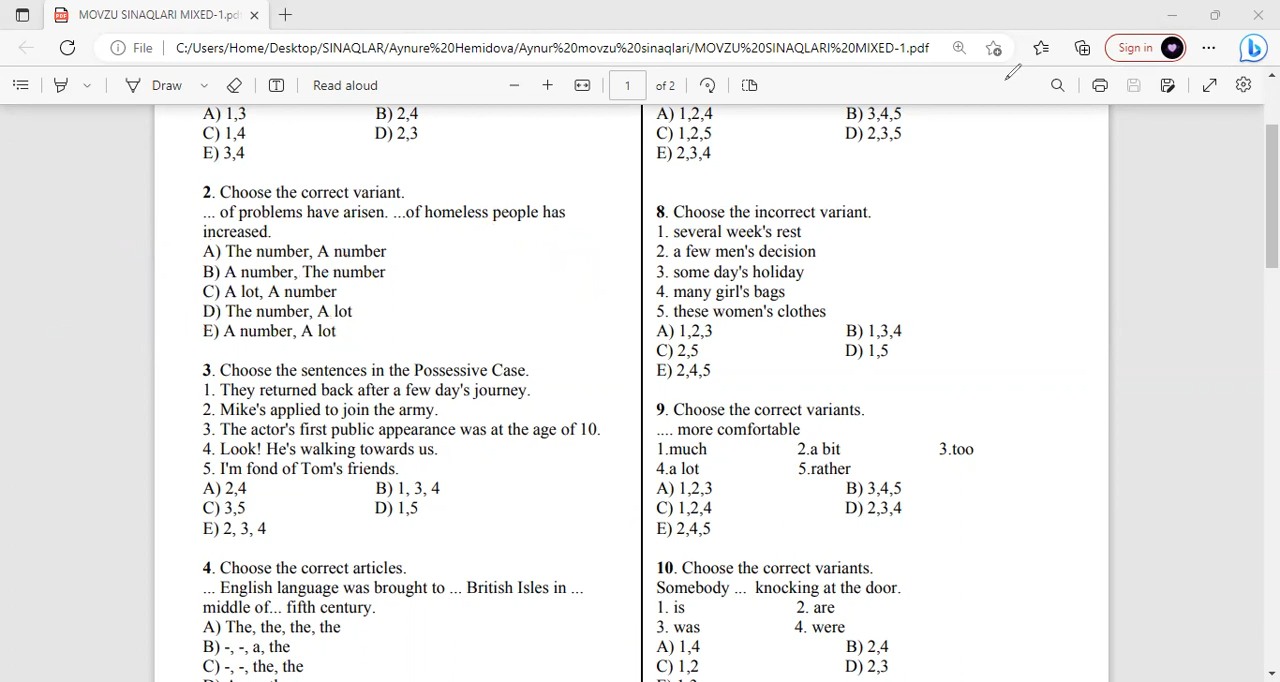 MOVZU SINAQLARI MIXED-1.pd
File
C:/Users/Home/Desktop/SINAQLAR/Aynure%20Hemidova/Aynur%20movzu%20sinaqlari/MOVZU%20SINAQLARI%20MIXED-1.pdf
Sign in
Draw
Read aloud
1 of 2
A) 1,3 B) 2,4
C) 1,4 D) 2,3
E) 3,4
2. Choose the correct variant.
... of problems have arisen. ...of homeless people has
increased.
A) The number, A number
B) A number, The number
C) A lot, A number
D) The number, A lot
E) A number, A lot
3. Choose the sentences in the Possessive Case.
1. They returned back after a few day's journey.
2. Mike's applied to join the army.
3. The actor's first public appearance was at the age of 10.
4. Look! He's walking towards us.
5. I'm fond of Tom's friends.
A) 2,4 B) 1, 3, 4
C) 3,5 D) 1,5
E) 2, 3, 4
4. Choose the correct articles.
... English language was brought to ... British Isles in ...
middle of... fifth century.
A) The, the, the, the
B) -, -, a, the
C) -, -, the, the
A) 1,2,4 B) 3,4,5
C) 1,2,5 D) 2,3,5
E) 2,3,4
8. Choose the incorrect variant.
1. several week's rest
2. a few men's decision
3. some day's holiday
4. many girl's bags
5. these women's clothes
A) 1,2,3 B) 1,3,4
C) 2,5 D) 1,5
E) 2,4,5
9. Choose the correct variants.
.... more comfortable
1.much 2.a bit 3.too
4.a lot 5.rather
A) 1,2,3 B) 3,4,5
C) 1,2,4 D) 2,3,4
E) 2,4,5
10. Choose the correct variants.
Somebody ... knocking at the door.
1. is 2. are
3. was 4. were
A) 1,4 B) 2,4
C) 1,2 D) 2,3